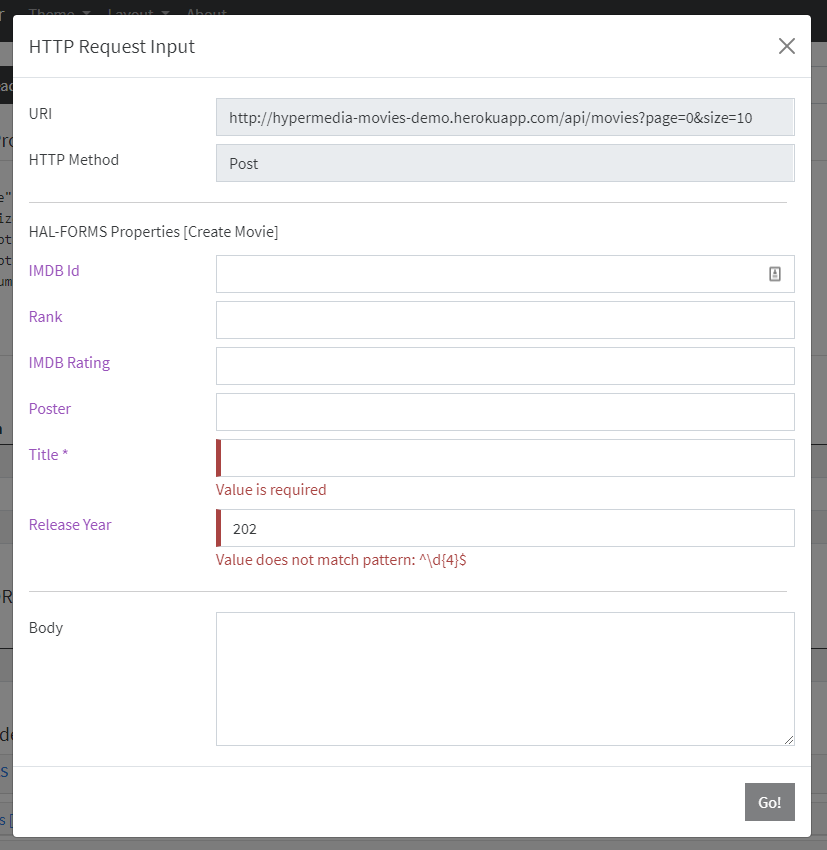 Theme Layout About
HTTP Request Input
URI
http://hypermedia-movies-demo.herokuapp.com/api/movies?page=0&size=10
HTTP Method
Post
HAL-FORMS Properties [Create Movie]
IMDB Id
Rank
IMDB Rating
Poster
Title *
Value is required
Release Year
202
Value does not match pattern: ^\d{4}$
Body
Go!